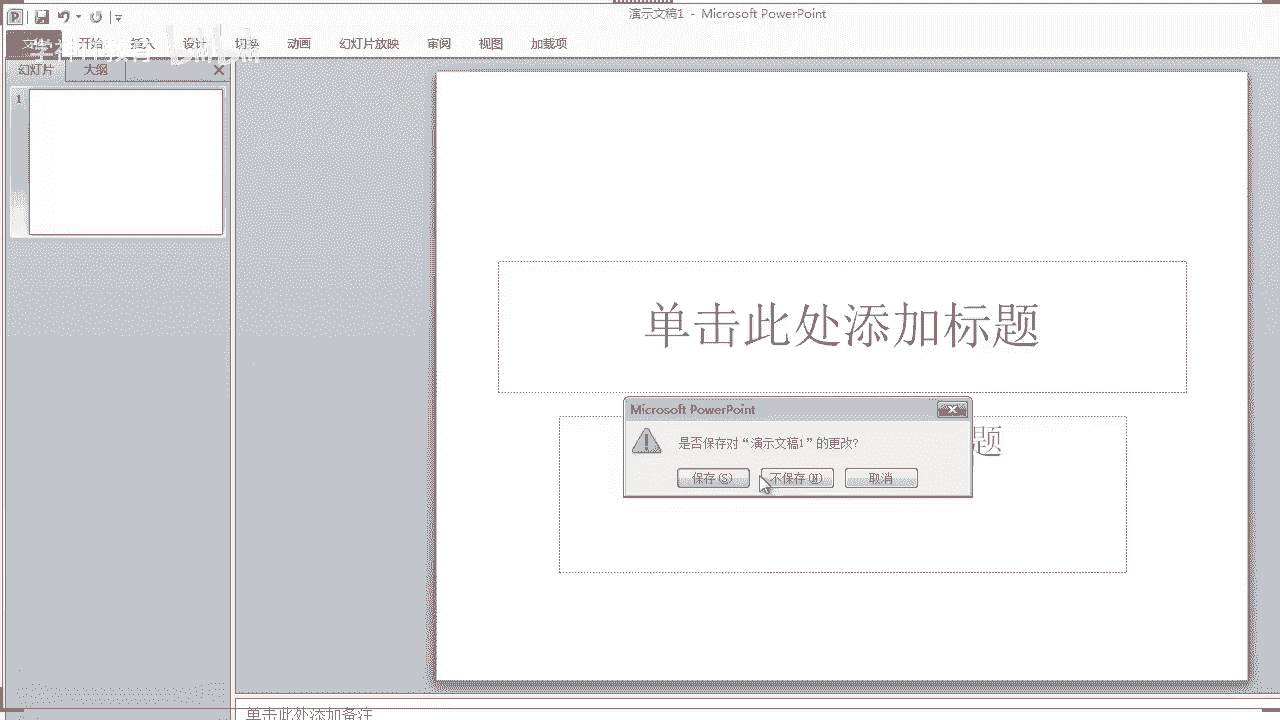 演示文稿1 - Microsoft PowerPoint
文件 开始 插入 设计 切换 动画 幻灯片放映 审阅 视图 加载项
幻灯片 大纲
1
单击此处添加标题
Microsoft PowerPoint
是否保存对“演示文稿1”的更改?
题
保存(S) 不保存(N) 取消
单击此处添加备注